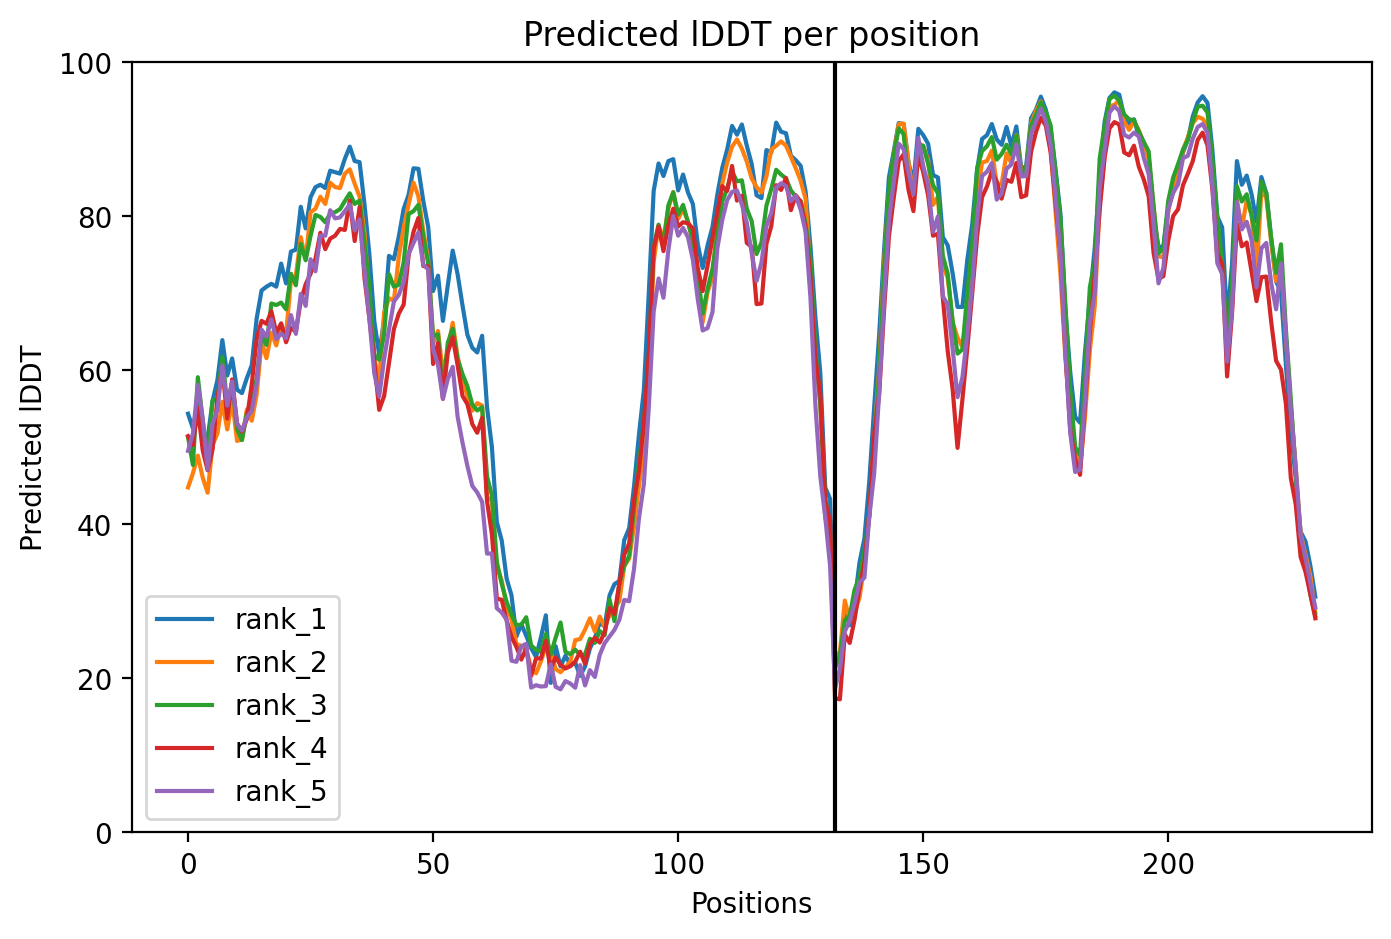 Predicted lDDT per position
100
80
60
40
20
0
Predicted lDDT
rank_1
rank_2
rank_3
rank_4
rank_5
0 50 100 150 200
Positions